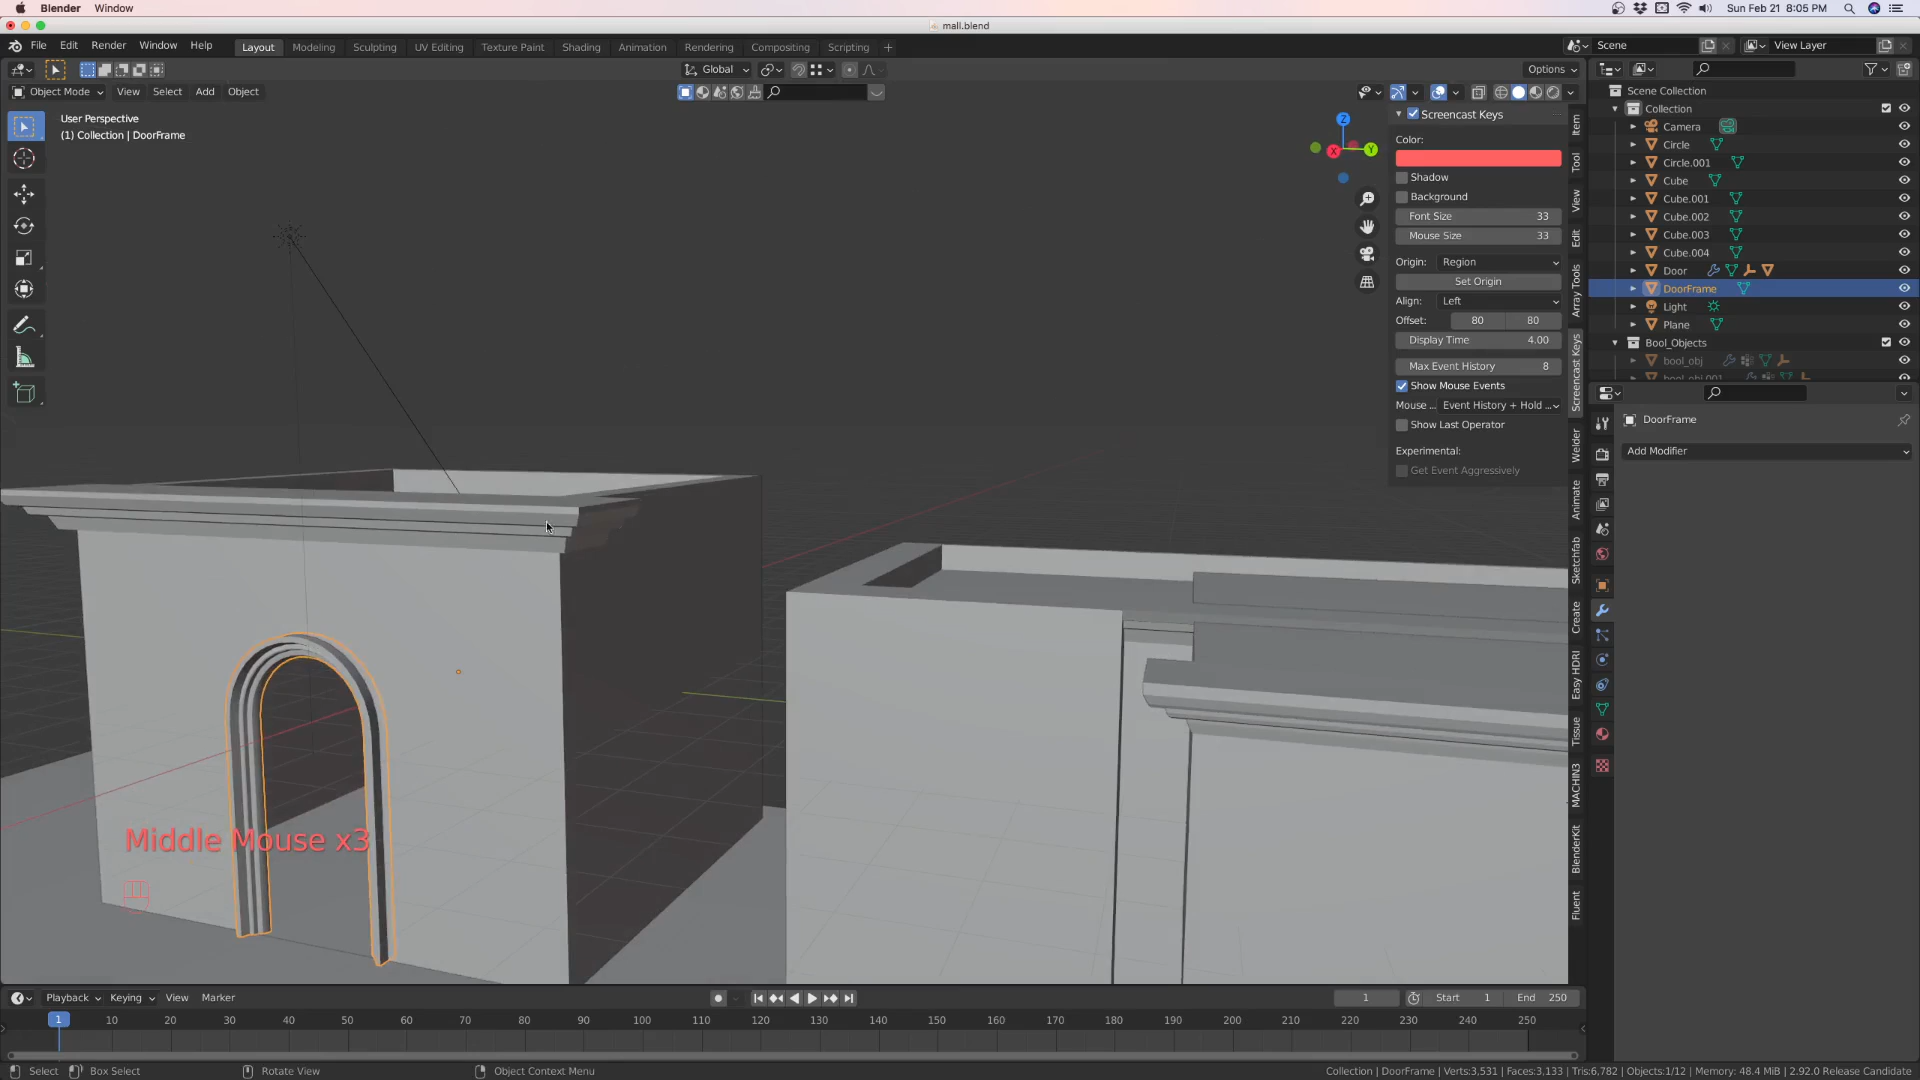 Blender Window
Sun Feb 21 8:05 PM
mall.blend
File Edit Render Window Help
Layout Modeling Sculpting UV Editing Texture Paint Shading Animation Rendering Compositing Scripting +
Scene
View Layer
Global
Options
Object Mode View Select Add Object
User Perspective
(1) Collection | DoorFrame
Z
X
Y
Screencast Keys
Color:
Shadow
Background
Font Size 33
Mouse Size 33
Origin: Region
Set Origin
Align: Left
Offset: 80 80
Display Time 4.00
Max Event History 8
Show Mouse Events
Mouse ... Event History + Hold ...
Show Last Operator
Experimental:
Get Event Aggressively
Item
Tool
View
Edit
Array Tools
Screencast Keys
Welder
Animate
Sketchfab
Create
Easy HDRI
Tissue
MACHIN3
BlenderKit
Fluent
Scene Collection
Collection
Camera
Circle
Circle.001
Cube
Cube.001
Cube.002
Cube.003
Cube.004
Door
DoorFrame
Light
Plane
Bool_Objects
bool_obj
bool_obj.001
DoorFrame
Add Modifier
Middle Mouse x3
Playback Keying View Marker
1 Start 1 End 250
1 10 20 30 40 50 60 70 80 90 100 110 120 130 140 150 160 170 180 190 200 210 220 230 240 250
Select Box Select Rotate View Object Context Menu
Collection | DoorFrame | Verts:3,531 | Faces:3,133 | Tris:6,782 | Objects:1/12 | Memory: 48.4 MiB | 2.92.0 Release Candidate